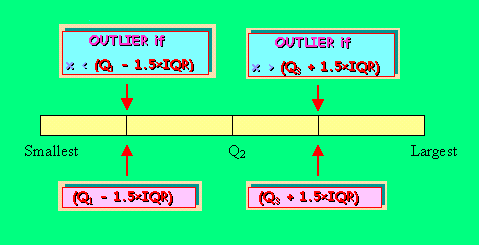 OUTLIER if
x < (Q₁ - 1.5×IQR)
OUTLIER if
x > (Q₃ + 1.5×IQR)
Smallest
Q₂
Largest
(Q₁ - 1.5×IQR)
(Q₃ + 1.5×IQR)